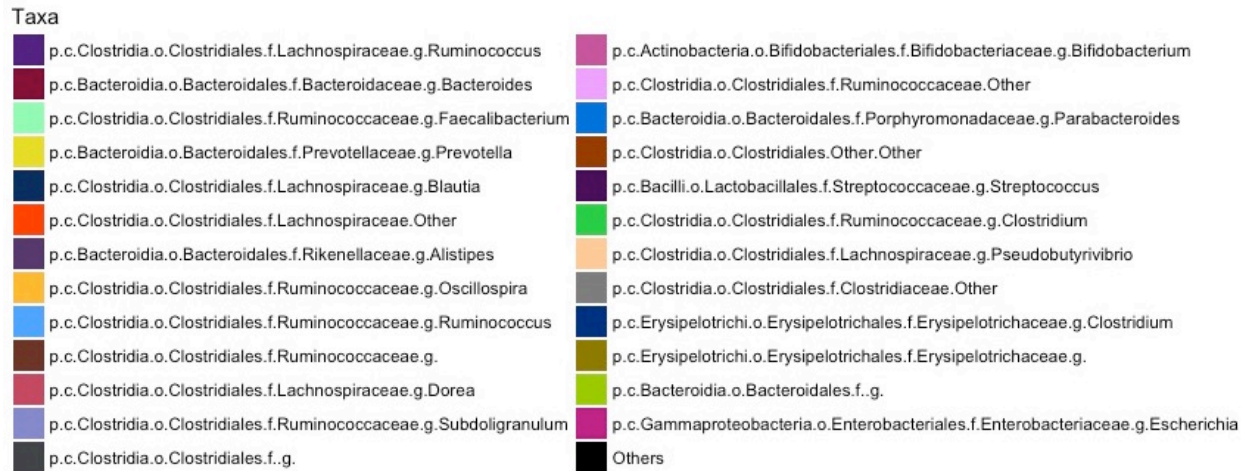 Taxa
p.c.Clostridia.o.Clostridiales.f.Lachnospiraceae.g.Ruminococcus
p.c.Bacteroidia.o.Bacteroidales.f.Bacteroidaceae.g.Bacteroides
p.c.Clostridia.o.Clostridiales.f.Ruminococcaceae.g.Faecalibacterium
p.c.Bacteroidia.o.Bacteroidales.f.Prevotellaceae.g.Prevotella
p.c.Clostridia.o.Clostridiales.f.Lachnospiraceae.g.Blautia
p.c.Clostridia.o.Clostridiales.f.Lachnospiraceae.Other
p.c.Bacteroidia.o.Bacteroidales.f.Rikenellaceae.g.Alistipes
p.c.Clostridia.o.Clostridiales.f.Ruminococcaceae.g.Oscillospira
p.c.Clostridia.o.Clostridiales.f.Ruminococcaceae.g.Ruminococcus
p.c.Clostridia.o.Clostridiales.f.Ruminococcaceae.g.
p.c.Clostridia.o.Clostridiales.f.Lachnospiraceae.g.Dorea
p.c.Clostridia.o.Clostridiales.f.Ruminococcaceae.g.Subdoligranulum
p.c.Clostridia.o.Clostridiales.f..g.
p.c.Actinobacteria.o.Bifidobacteriales.f.Bifidobacteriaceae.g.Bifidobacterium
p.c.Clostridia.o.Clostridiales.f.Ruminococcaceae.Other
p.c.Bacteroidia.o.Bacteroidales.f.Porphyromonadaceae.g.Parabacteroides
p.c.Clostridia.o.Clostridiales.Other.Other
p.c.Bacilli.o.Lactobacillales.f.Streptococcaceae.g.Streptococcus
p.c.Clostridia.o.Clostridiales.f.Ruminococcaceae.g.Clostridium
p.c.Clostridia.o.Clostridiales.f.Lachnospiraceae.g.Pseudobutyrivibrio
p.c.Clostridia.o.Clostridiales.f.Clostridiaceae.Other
p.c.Erysipelotrichi.o.Erysipelotrichales.f.Erysipelotrichaceae.g.Clostridium
p.c.Erysipelotrichi.o.Erysipelotrichales.f.Erysipelotrichaceae.g.
p.c.Bacteroidia.o.Bacteroidales.f..g.
p.c.Gammaproteobacteria.o.Enterobacteriales.f.Enterobacteriaceae.g.Escherichia
Others